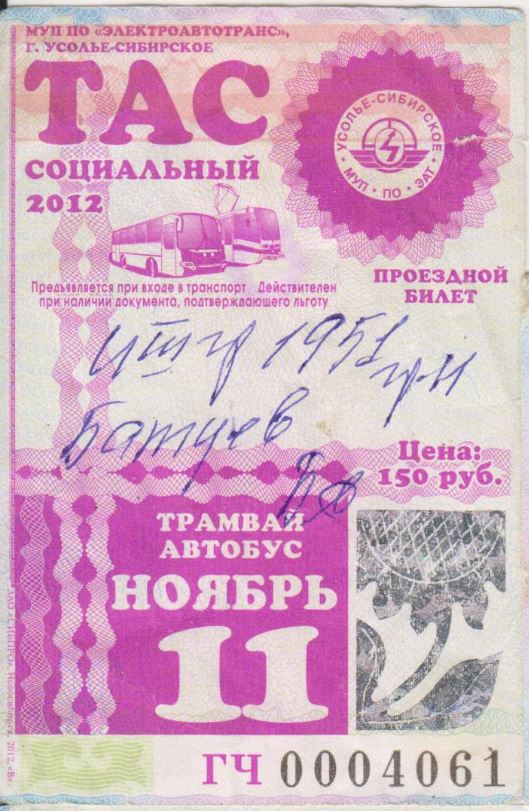 МУП ПО «ЭЛЕКТРОАВТОТРАНС»,
Г. УСОЛЬЕ-СИБИРСКОЕ
ТАС
СОЦИАЛЬНЫЙ
2012
УСОЛЬЕ-СИБИРСКОЕ
МУП ПО ЭАТ
Предъявляется при входе в транспорт Действителен
при наличии документа, подтверждающего льготу
ПРОЕЗДНОЙ
БИЛЕТ
1951
Батуев
Цена:
150 руб.
ТРАМВАЙ
АВТОБУС
НОЯБРЬ
11
ГЧ 0004061